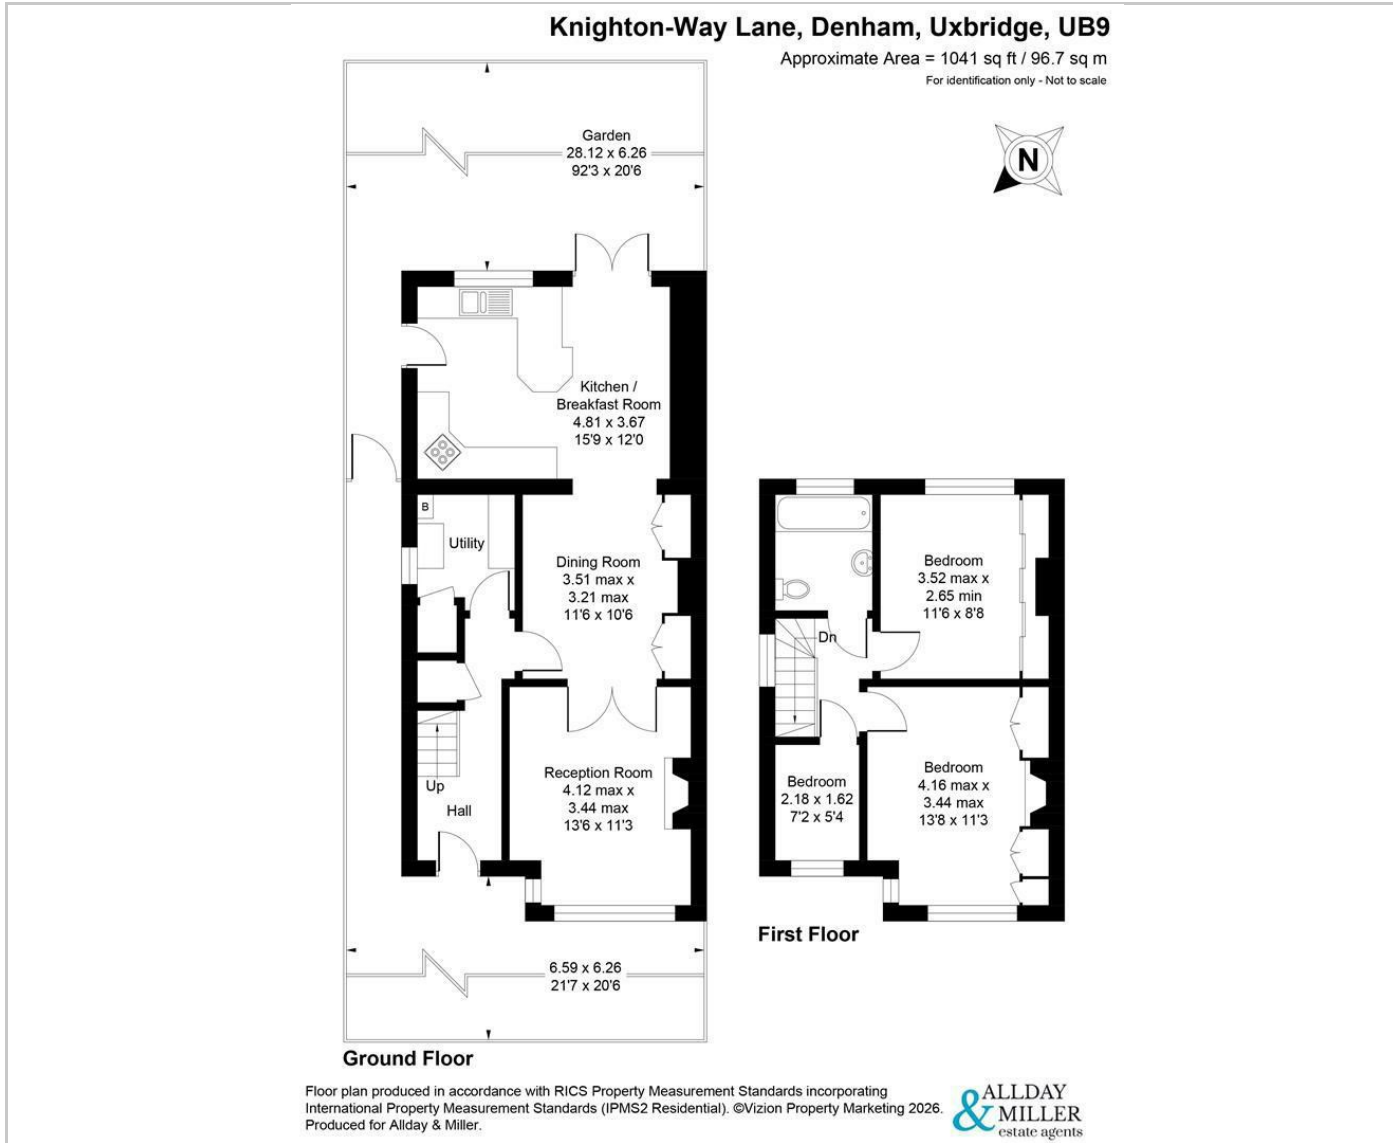 Knighton-Way Lane, Denham, Uxbridge, UB9
Approximate Area = 1041 sq ft / 96.7 sq m
For identification only - Not to scale
N
Garden
28.12 x 6.26
92'3 x 20'6
Kitchen /
Breakfast Room
4.81 x 3.67
15'9 x 12'0
B
Utility
Dining Room
3.51 max x
3.21 max
11'6 x 10'6
Reception Room
4.12 max x
3.44 max
13'6 x 11'3
Up
Hall
6.59 x 6.26
21'7 x 20'6
Ground Floor
Bedroom
3.52 max x
2.65 min
11'6 x 8'8
Dn
Bedroom
2.18 x 1.62
7'2 x 5'4
Bedroom
4.16 max x
3.44 max
13'8 x 11'3
First Floor
Floor plan produced in accordance with RICS Property Measurement Standards incorporating
International Property Measurement Standards (IPMS2 Residential). ©Vizion Property Marketing 2026.
Produced for Allday & Miller.
ALLDAY
& MILLER
estate agents